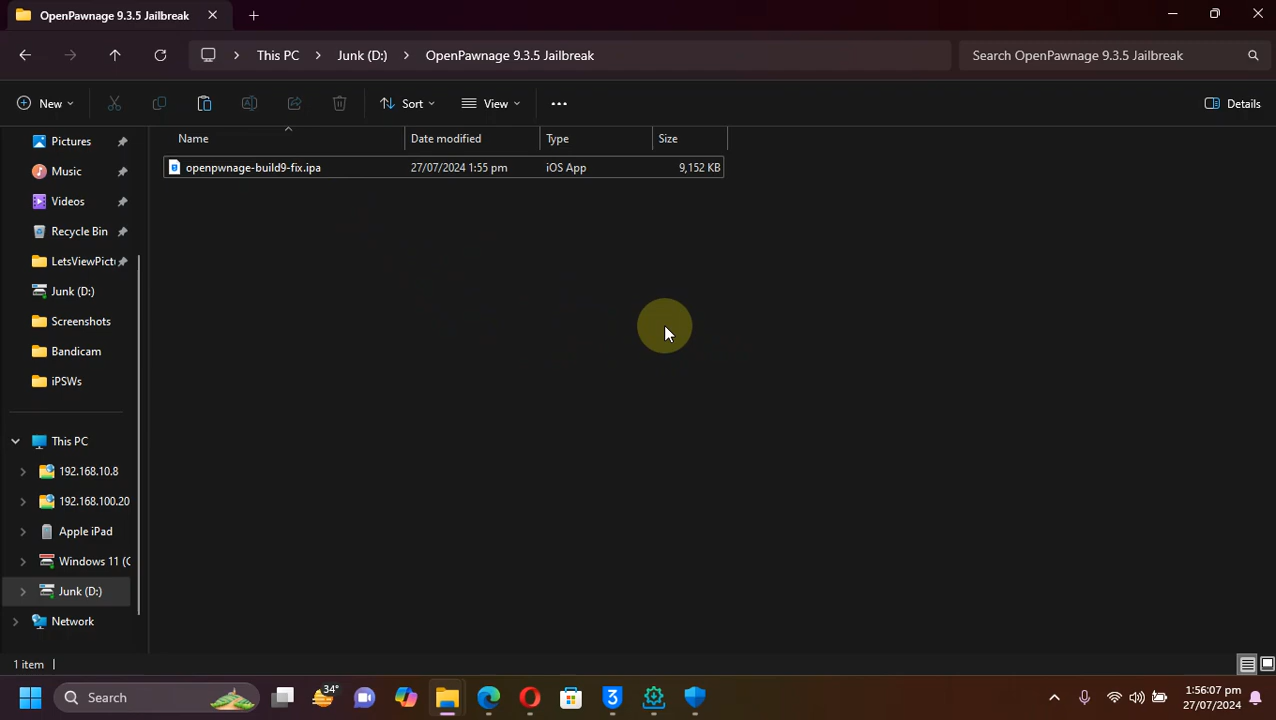 OpenPawnage 9.3.5 Jailbreak
This PC > Junk (D:) > OpenPawnage 9.3.5 Jailbreak
Search OpenPawnage 9.3.5 Jailbreak
New
Sort
View
Details
Name
Date modified
Type
Size
openpwnage-build9-fix.ipa
27/07/2024 1:55 pm
iOS App
9,152 KB
Pictures
Music
Videos
Recycle Bin
LetsViewPictu
Junk (D:)
Screenshots
Bandicam
iPSWs
This PC
192.168.10.8
192.168.100.20
Apple iPad
Windows 11 (C
Junk (D:)
Network
1 item
Search
34°
3
1:56:07 pm
27/07/2024